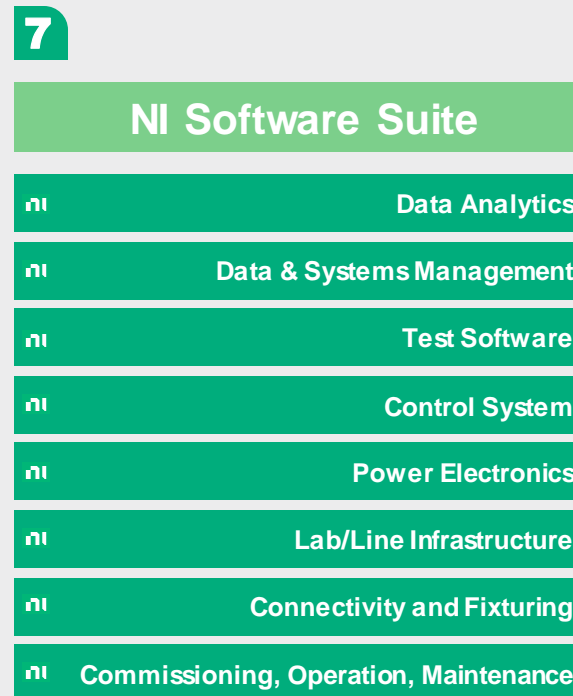 7
NI Software Suite
ni Data Analytics
ni Data & Systems Management
ni Test Software
ni Control System
ni Power Electronics
ni Lab/Line Infrastructure
ni Connectivity and Fixturing
ni Commissioning, Operation, Maintenance